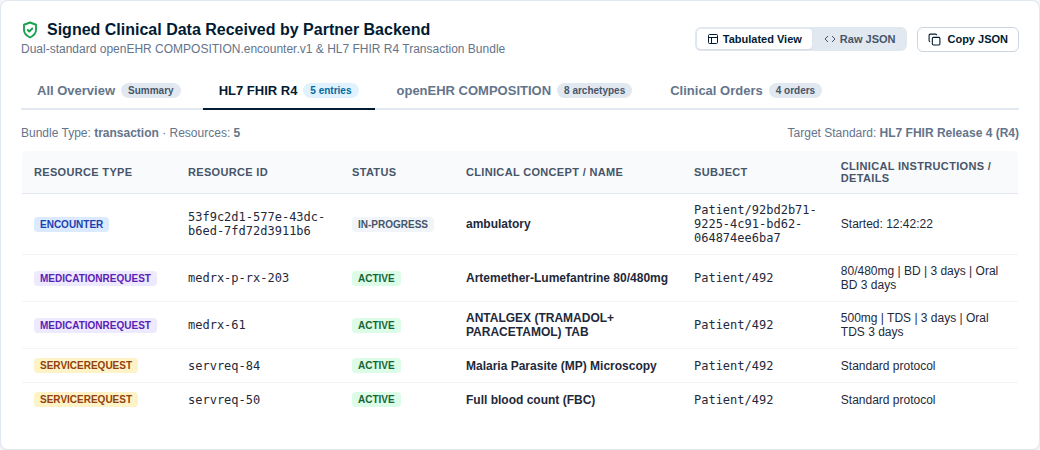 Signed Clinical Data Received by Partner Backend
Dual-standard openEHR COMPOSITION.encounter.v1 & HL7 FHIR R4 Transaction Bundle
Tabulated View
Raw JSON
Copy JSON
All Overview Summary
HL7 FHIR R4 5 entries
openEHR COMPOSITION 8 archetypes
Clinical Orders 4 orders
Bundle Type: transaction · Resources: 5
Target Standard: HL7 FHIR Release 4 (R4)
RESOURCE TYPE
RESOURCE ID
STATUS
CLINICAL CONCEPT / NAME
SUBJECT
CLINICAL INSTRUCTIONS /
DETAILS
ENCOUNTER
53f9c2d1-577e-43dc-
b6ed-7fd72d3911b6
IN-PROGRESS
ambulatory
Patient/92bd2b71-
9225-4c91-bd62-
064874ee6ba7
Started: 12:42:22
MEDICATIONREQUEST
medrx-p-rx-203
ACTIVE
Artemether-Lumefantrine 80/480mg
Patient/492
80/480mg | BD | 3 days | Oral
BD 3 days
MEDICATIONREQUEST
medrx-61
ACTIVE
ANTALGEX (TRAMADOL+
PARACETAMOL) TAB
Patient/492
500mg | TDS | 3 days | Oral
TDS 3 days
SERVICEREQUEST
servreq-84
ACTIVE
Malaria Parasite (MP) Microscopy
Patient/492
Standard protocol
SERVICEREQUEST
servreq-50
ACTIVE
Full blood count (FBC)
Patient/492
Standard protocol